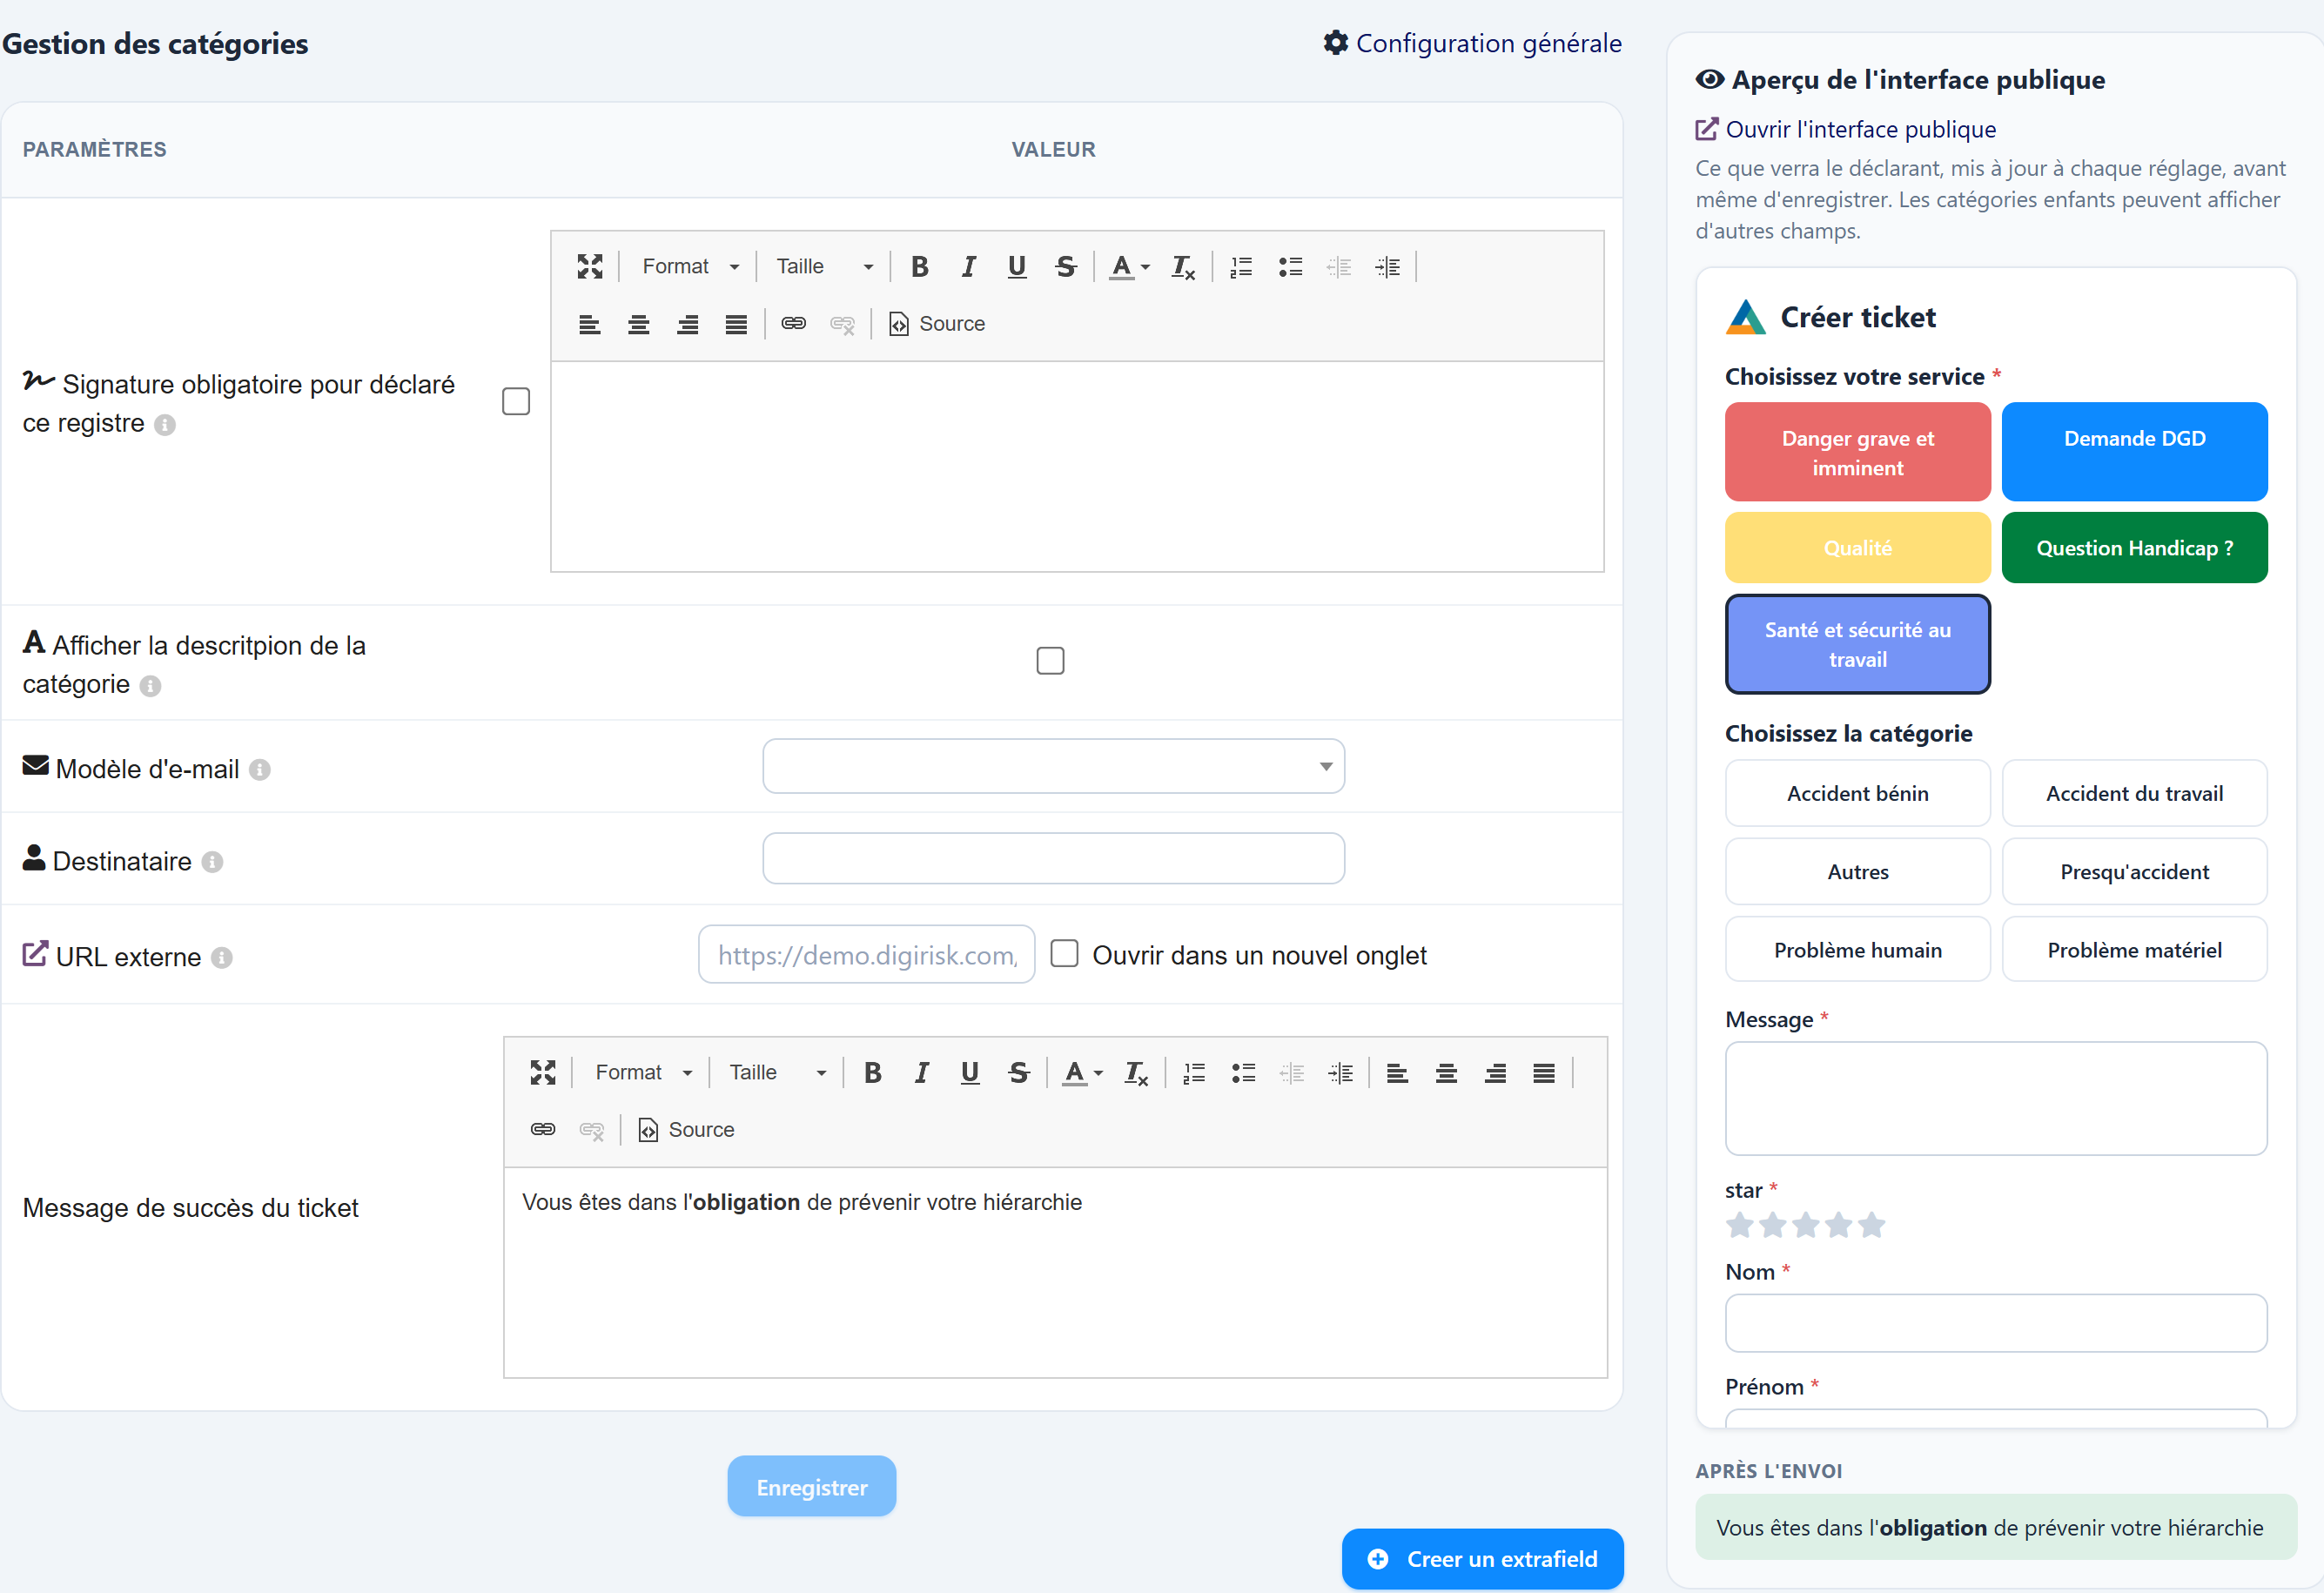 Gestion des catégories
Configuration générale
PARAMÈTRES
VALEUR
Format
Taille
B I U S A Tx
Source
Signature obligatoire pour déclaré
ce registre
A Afficher la descritpion de la
catégorie
Modèle d'e-mail
Destinataire
URL externe
https://demo.digirisk.com/
Ouvrir dans un nouvel onglet
Format
Taille
B I U S A Tx
Source
Message de succès du ticket
Vous êtes dans l'obligation de prévenir votre hiérarchie
Enregistrer
Creer un extrafield
Aperçu de l'interface publique
Ouvrir l'interface publique
Ce que verra le déclarant, mis à jour à chaque réglage, avant
même d'enregistrer. Les catégories enfants peuvent afficher
d'autres champs.
Créer ticket
Choisissez votre service *
Danger grave et
imminent
Demande DGD
Qualité
Question Handicap ?
Santé et sécurité au
travail
Choisissez la catégorie
Accident bénin
Accident du travail
Autres
Presqu'accident
Problème humain
Problème matériel
Message *
star *
Nom *
Prénom *
APRÈS L'ENVOI
Vous êtes dans l'obligation de prévenir votre hiérarchie